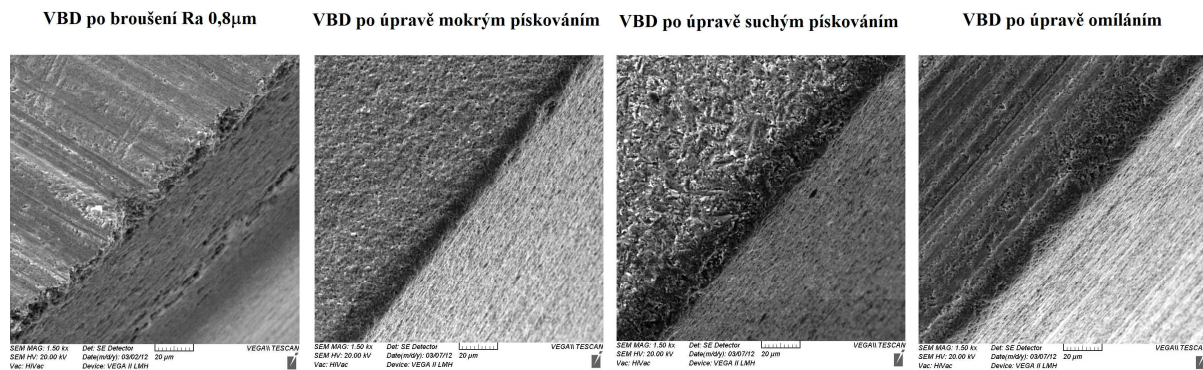 VBD po broušení Ra 0,8µm
VBD po úpravě mokrým pískováním
VBD po úpravě suchým pískováním
VBD po úpravě omíláním
SEM MAG: 1.50 kx Det: SE Detector
SEM HV: 20.00 kV Date(m/d/y): 03/02/12 20 µm VEGA\\ TESCAN
Vac: HiVac Device: VEGA II LMH
SEM MAG: 1.50 kx Det: SE Detector
SEM HV: 20.00 kV Date(m/d/y): 03/07/12 20 µm VEGA\\ TESCAN
Vac: HiVac Device: VEGA II LMH
SEM MAG: 1.50 kx Det: SE Detector
SEM HV: 20.00 kV Date(m/d/y): 03/07/12 20 µm VEGA\\ TESCAN
Vac: HiVac Device: VEGA II LMH
SEM MAG: 1.50 kx Det: SE Detector
SEM HV: 20.00 kV Date(m/d/y): 03/07/12 20 µm VEGA\\ TESCAN
Vac: HiVac Device: VEGA II LMH